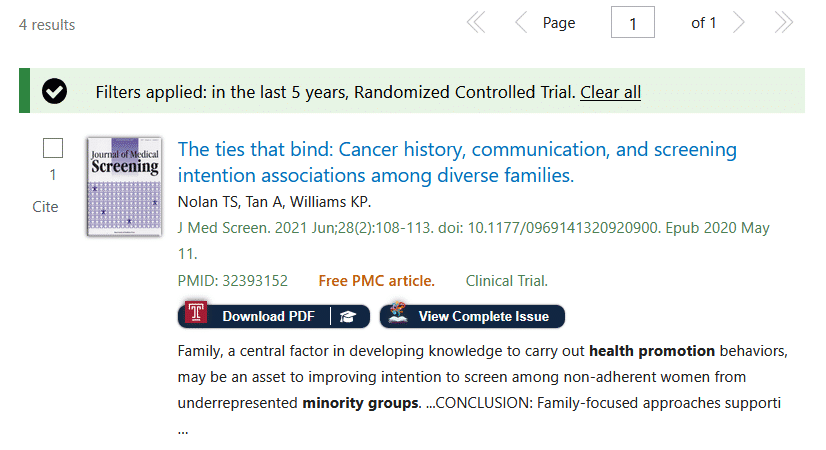 4 results
Page 1 of 1
Filters applied: in the last 5 years, Randomized Controlled Trial. Clear all
1
Cite
Journal of Medical
Screening
The ties that bind: Cancer history, communication, and screening
intention associations among diverse families.
Nolan TS, Tan A, Williams KP.
J Med Screen. 2021 Jun;28(2):108-113. doi: 10.1177/0969141320920900. Epub 2020 May
11.
PMID: 32393152 Free PMC article. Clinical Trial.
Download PDF View Complete Issue
Family, a central factor in developing knowledge to carry out health promotion behaviors,
may be an asset to improving intention to screen among non-adherent women from
underrepresented minority groups. ...CONCLUSION: Family-focused approaches supporti
...